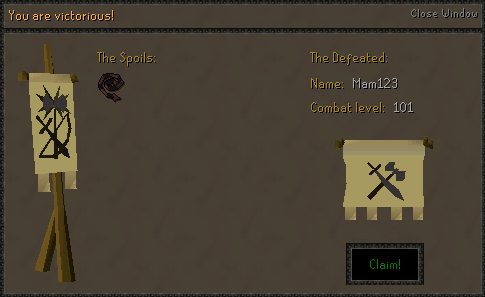 You are victorious!
Close Window
The Spoils:
The Defeated:
Name: Mam123
Combat level: 101
Claim!